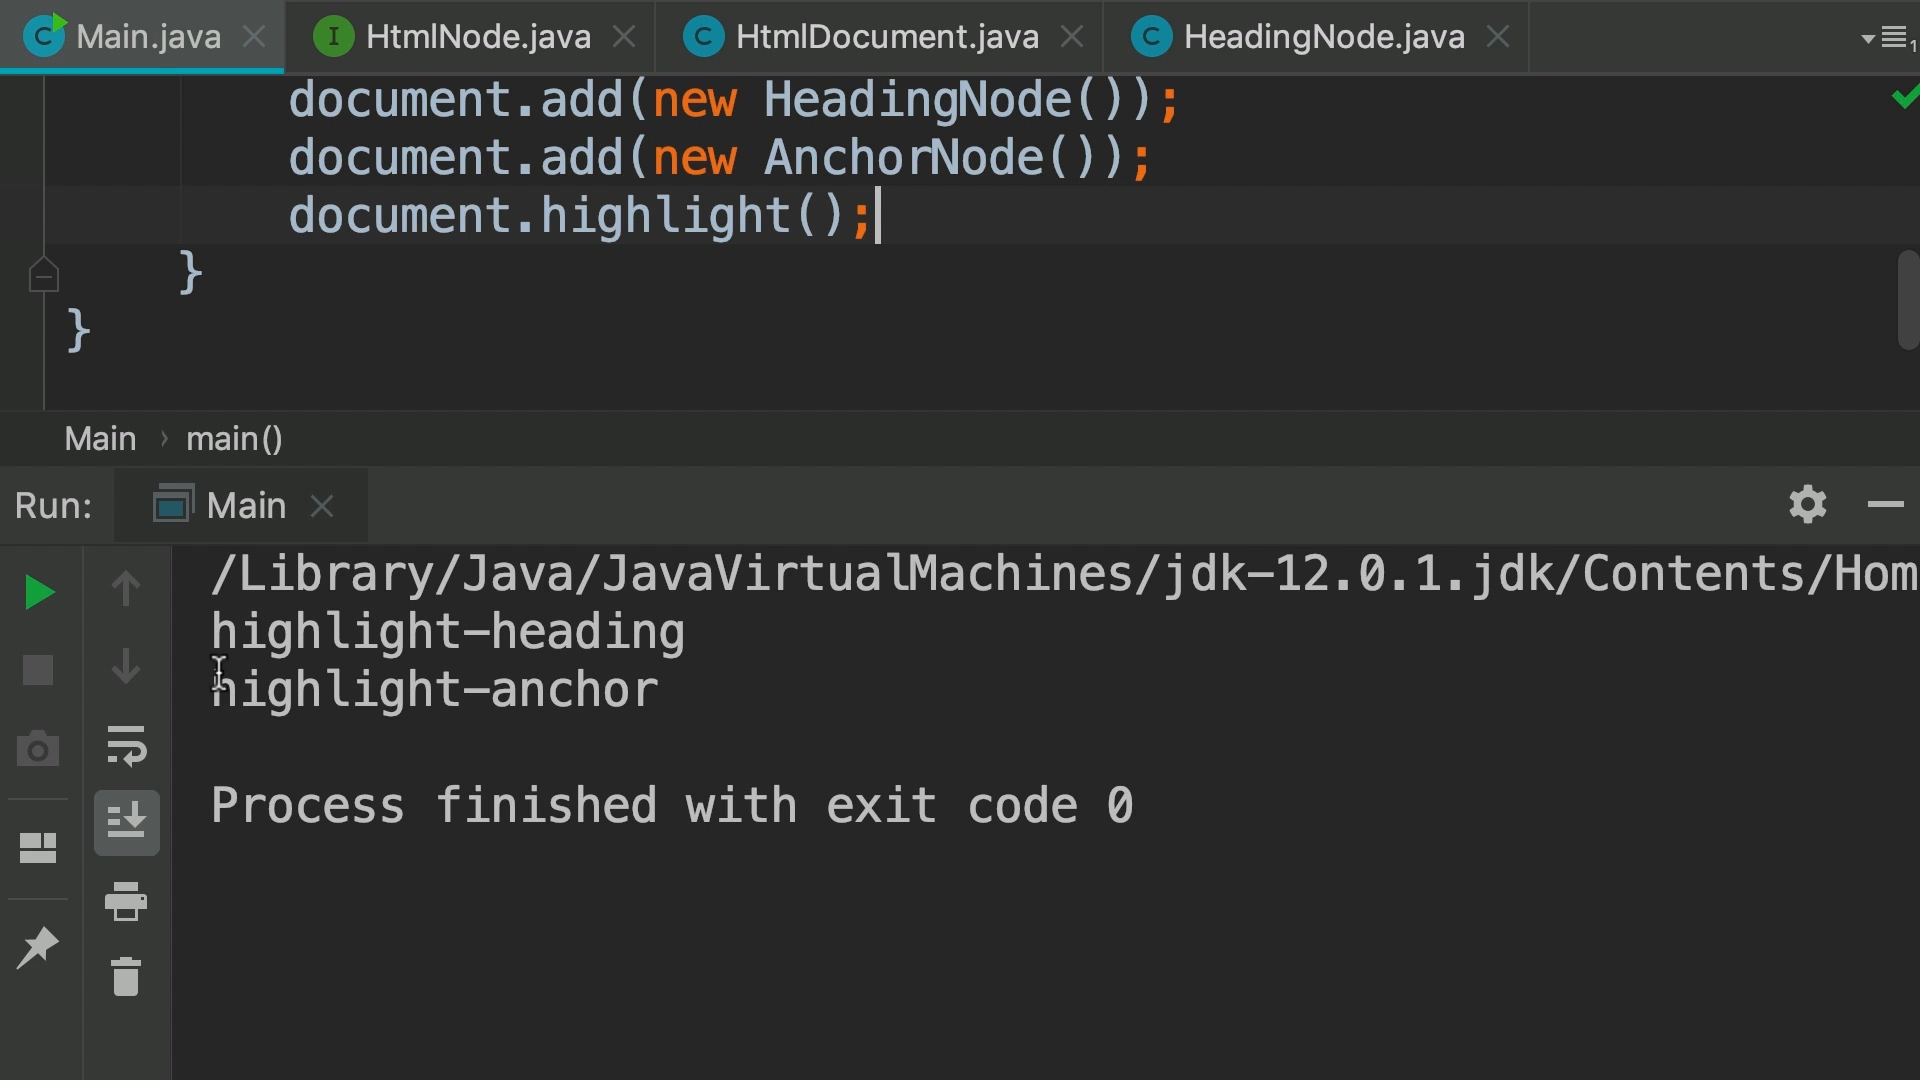 Main.java HtmlNode.java HtmlDocument.java HeadingNode.java
document.add(new HeadingNode());
document.add(new AnchorNode());
document.highlight();
}
}
Main › main()
Run: Main
/Library/Java/JavaVirtualMachines/jdk-12.0.1.jdk/Contents/Hom
highlight-heading
highlight-anchor
Process finished with exit code 0